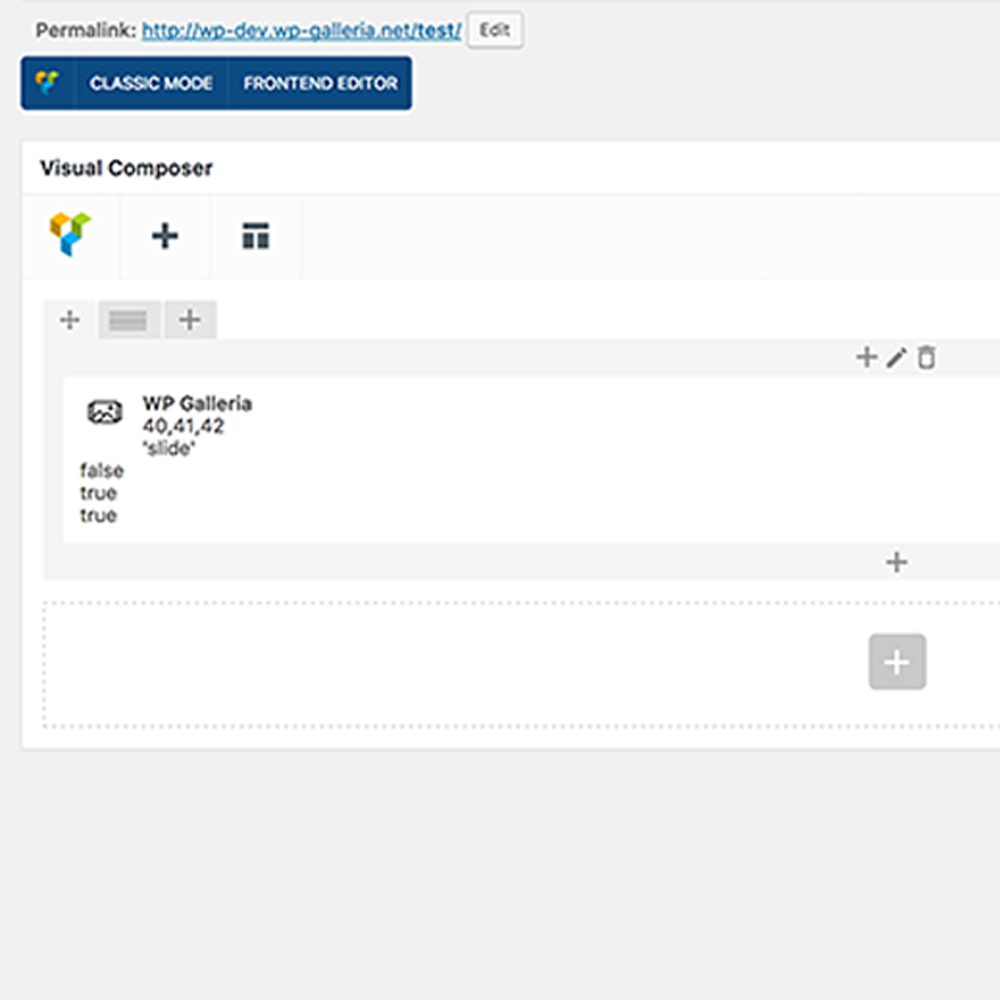 Permalink: http://wp-dev.wp-galleria.net/test/ Edit
CLASSIC MODE FRONTEND EDITOR
Visual Composer
WP Galleria
40,41,42
"slide"
false
true
true